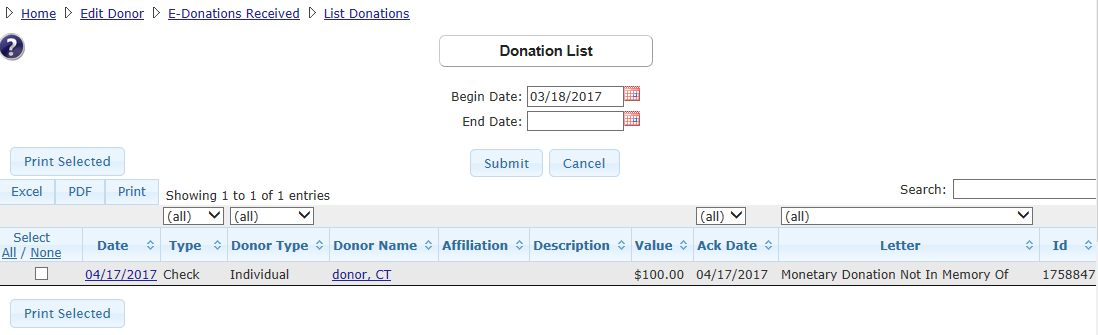 Home Edit Donor E-Donations Received List Donations
?
Donation List
Begin Date: 03/18/2017
End Date:
Print Selected Submit Cancel
Excel PDF Print Showing 1 to 1 of 1 entries Search:
(all) (all) (all) (all)
Select
All / None Date Type Donor Type Donor Name Affiliation Description Value Ack Date Letter Id
04/17/2017 Check Individual donor, CT $100.00 04/17/2017 Monetary Donation Not In Memory Of 1758847
Print Selected